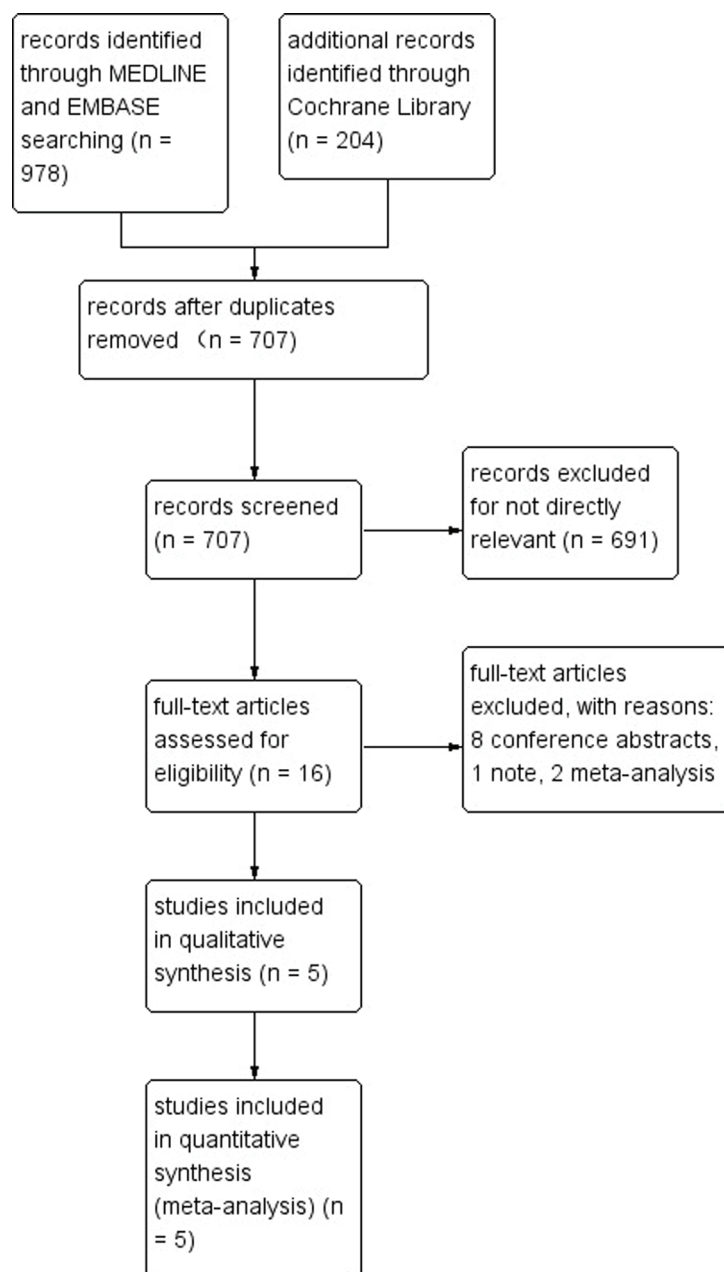 records identified
through MEDLINE
and EMBASE
searching (n =
978)
additional records
identified through
Cochrane Library
(n = 204)
records after duplicates
removed （n = 707)
records screened
(n = 707)
records excluded
for not directly
relevant (n = 691)
full-text articles
assessed for
eligibility (n = 16)
full-text articles
excluded, with reasons:
8 conference abstracts,
1 note, 2 meta-analysis
studies included
in qualitative
synthesis (n = 5)
studies included
in quantitative
synthesis
(meta-analysis) (n
= 5)